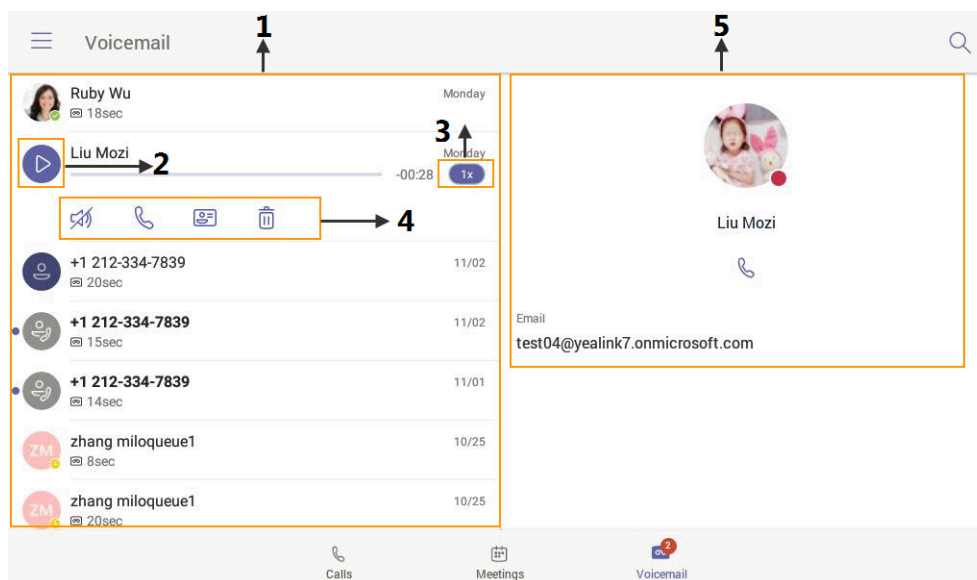 1
5
Voicemail
Ruby Wu
Monday
18sec
3
Liu Mozi
Monday
2
-00:28
1x
4
+1 212-334-7839
11/02
20sec
+1 212-334-7839
11/02
15sec
+1 212-334-7839
11/01
14sec
ZM
zhang miloqueue1
10/25
8sec
ZM
zhang miloqueue1
10/25
20sec
Liu Mozi
Email
test04@yealink7.onmicrosoft.com
Calls
Meetings
2
Voicemail